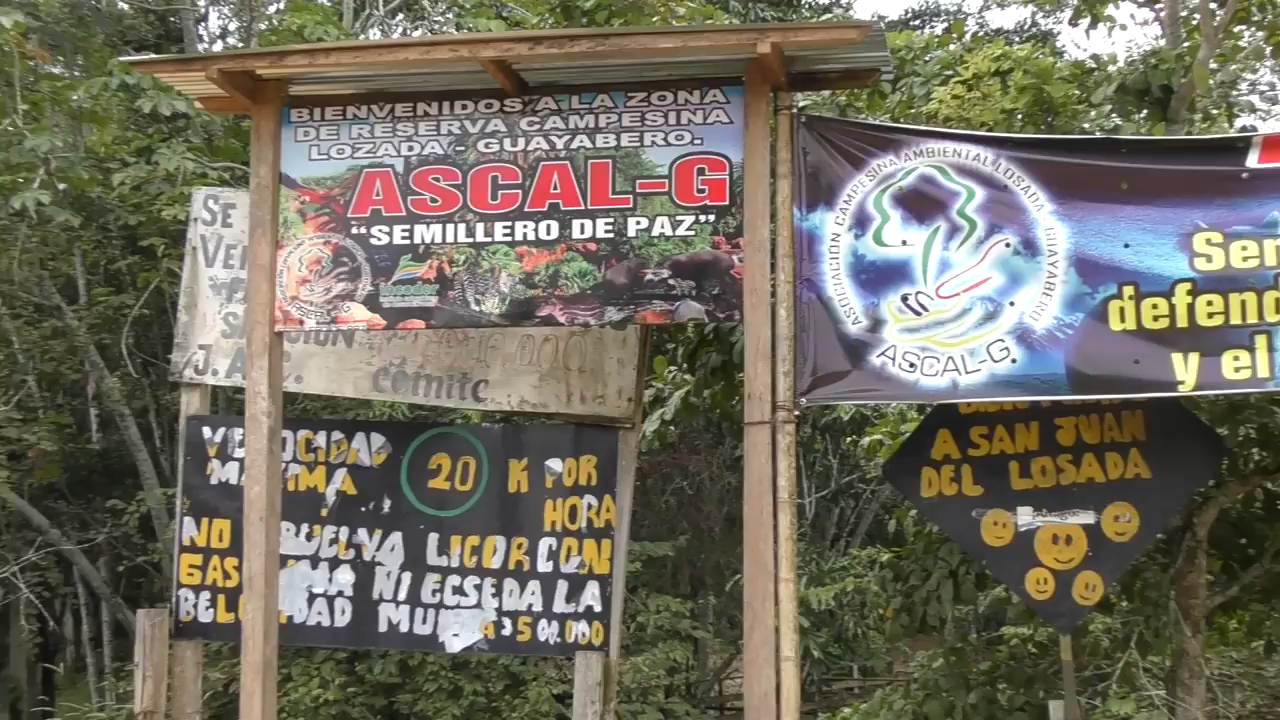 BIENVENIDOS A LA ZONA
DE RESERVA CAMPESINA
LOZADA - GUAYABERO.
ASCAL-G
"SEMILLERO DE PAZ"
ASCAL-G
SE
J. A. C.
comite
VELOCIDAD
MAXIMA 20 K POR
HORA
NO BUELVA LICOR CON
GASOLINA NI ECSEDA LA
BELOCIDAD MULTA $500.000
ASOCIACIÓN CAMPESINA AMBIENTAL LOSADA GUAYABERO
ASCAL-G.
defend
y el
A SAN JUAN
DEL LOSADA